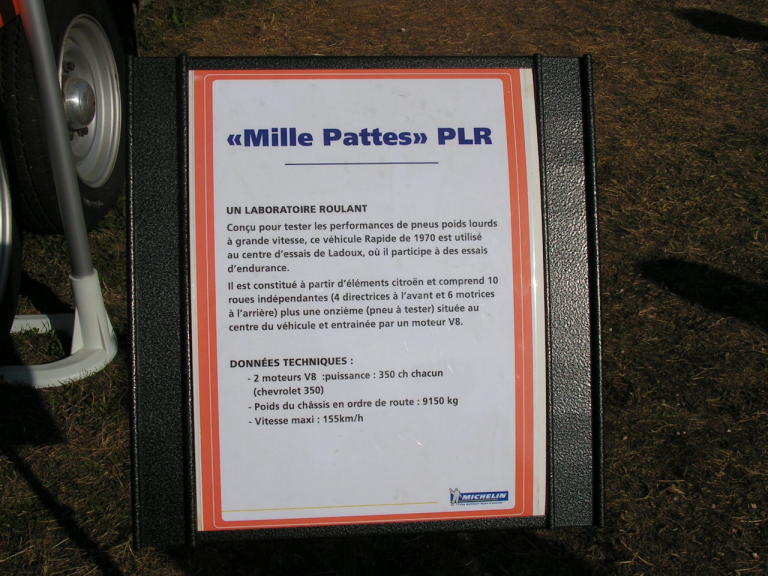 «Mille Pattes» PLR
UN LABORATOIRE ROULANT
Conçu pour tester les performances de pneus poids lourds
à grande vitesse, ce véhicule Rapide de 1970 est utilisé
au centre d'essais de Ladoux, où il participe à des essais
d'endurance.
Il est constitué à partir d'éléments citroën et comprend 10
roues indépendantes (4 directrices à l'avant et 6 motrices
à l'arrière) plus une onzième (pneu à tester) située au
centre du véhicule et entrainée par un moteur V8.
DONNÉES TECHNIQUES :
- 2 moteurs V8 :puissance : 350 ch chacun
(chevrolet 350)
- Poids du châssis en ordre de route : 9150 kg
- Vitesse maxi : 155km/h
MICHELIN